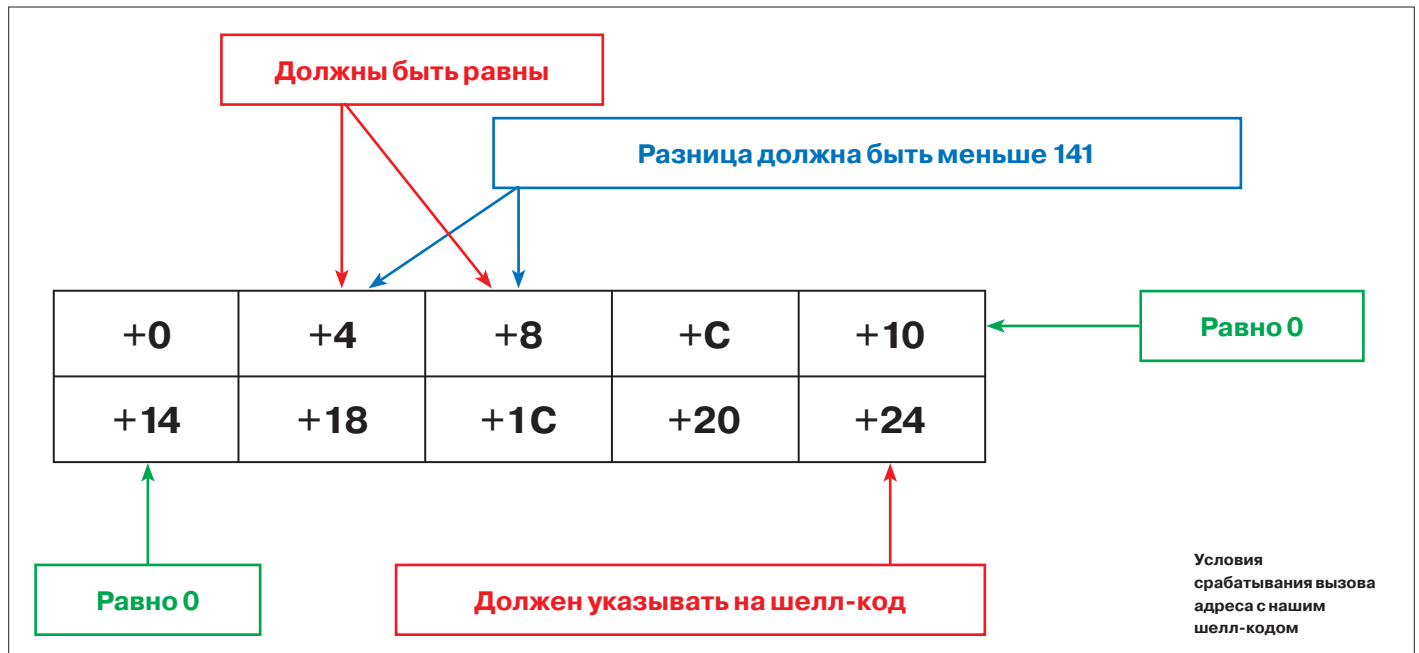 Должны быть равны
Разница должна быть меньше 141
+0 +4 +8 +C +10
Равно 0
+14 +18 +1C +20 +24
Равно 0
Должен указывать на шелл-код
Условия
срабатывания вызова
адреса с нашим
шелл-кодом